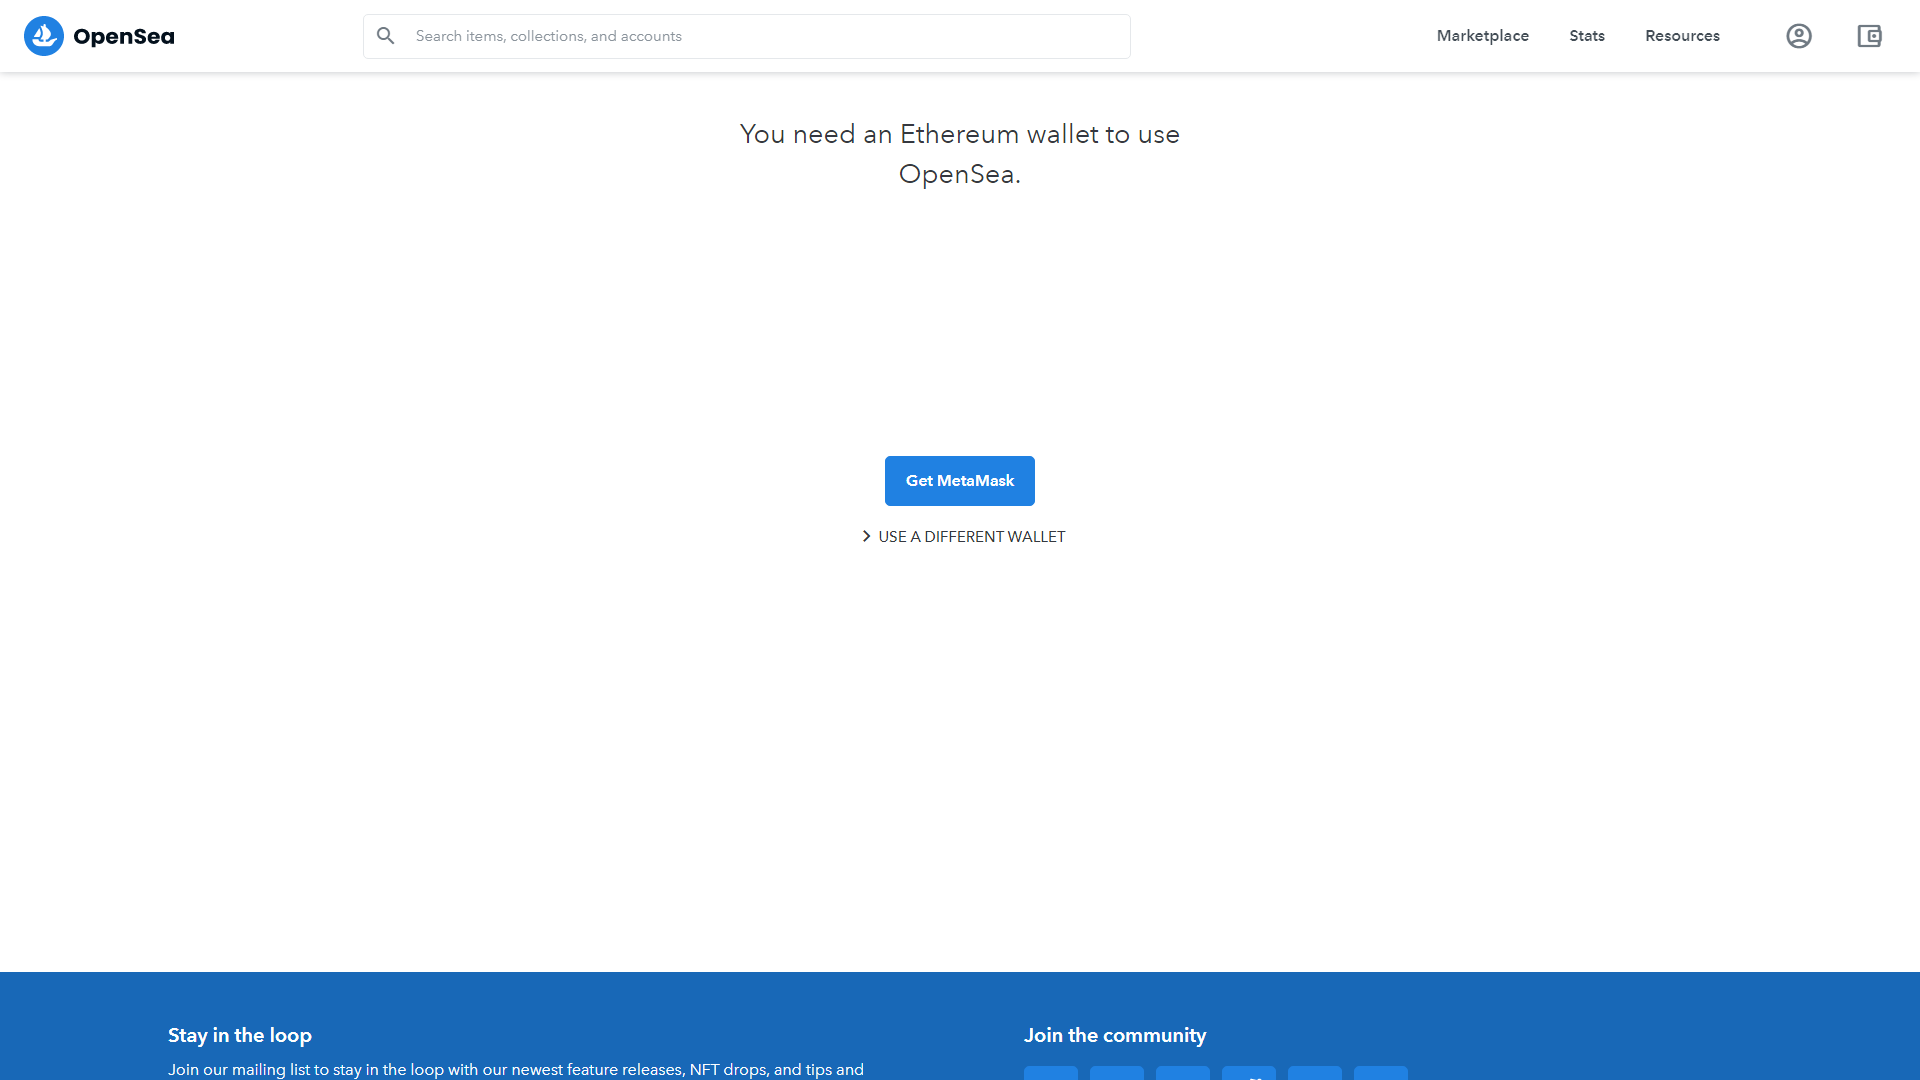 OpenSea
Search items, collections, and accounts
Marketplace
Stats
Resources
You need an Ethereum wallet to use
OpenSea.
Get MetaMask
USE A DIFFERENT WALLET
Stay in the loop
Join our mailing list to stay in the loop with our newest feature releases, NFT drops, and tips and
Join the community